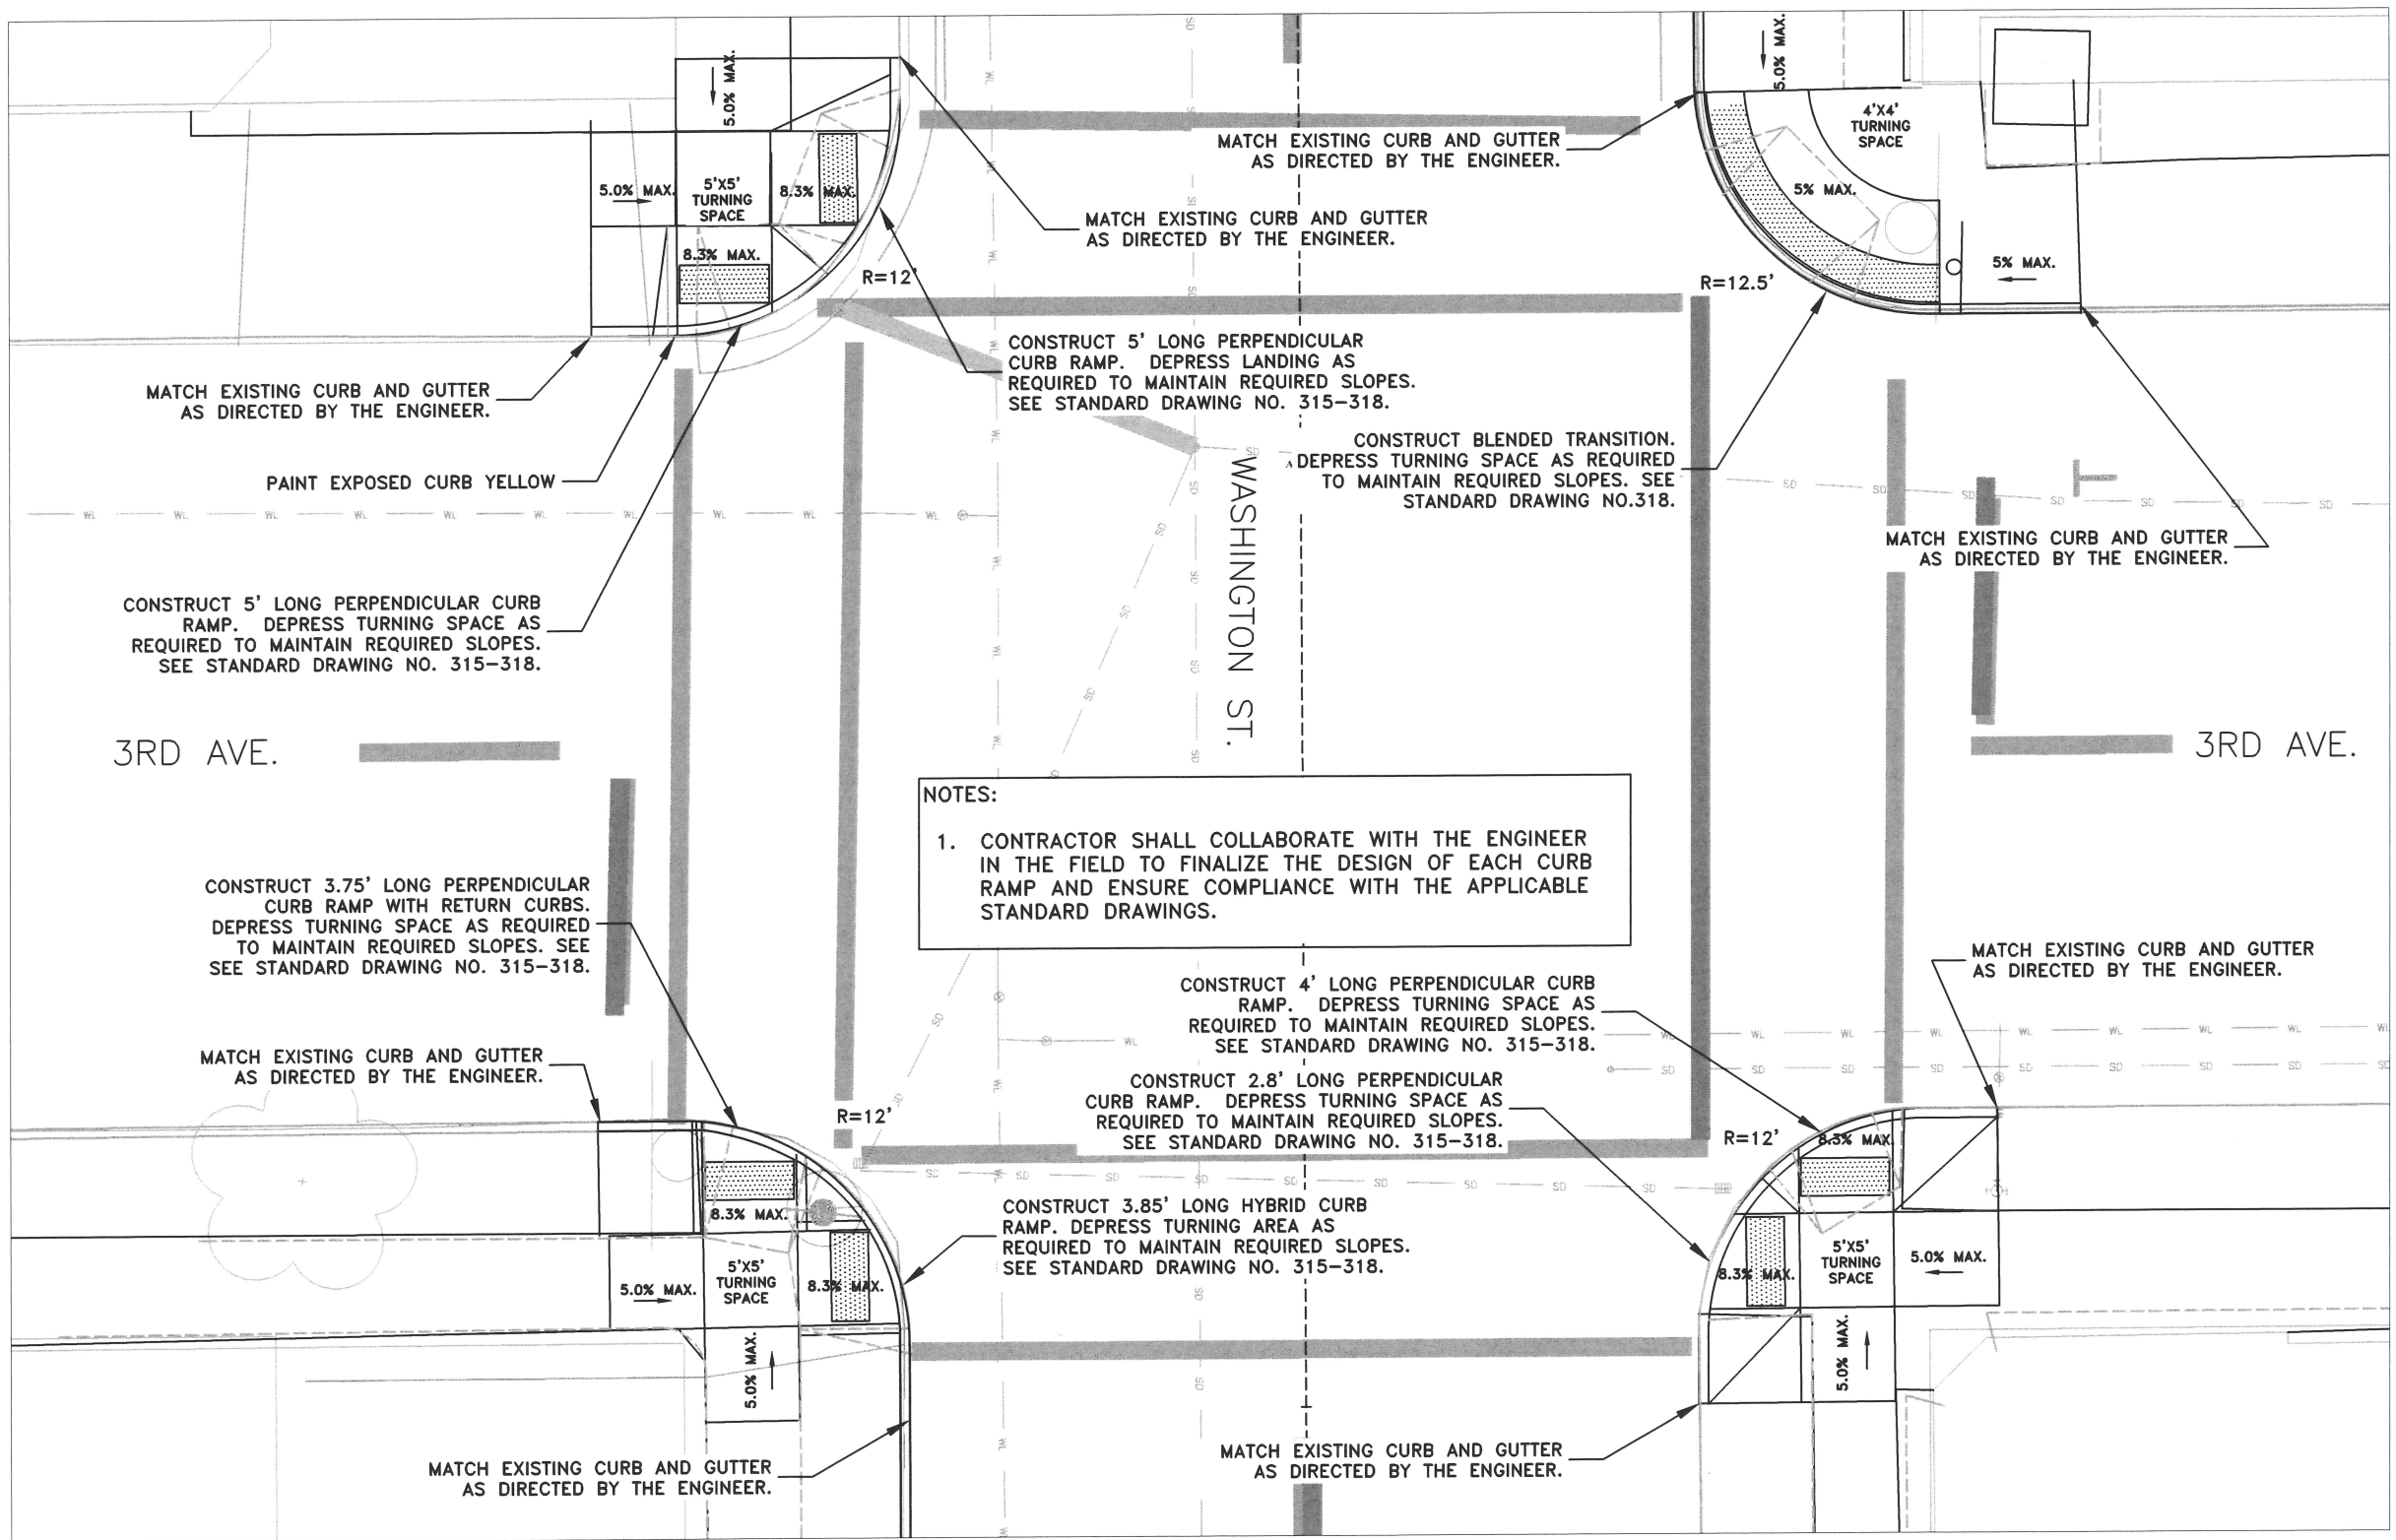 5.0% MAX.
5.0% MAX.
5'X5'
TURNING
SPACE
8.3% MAX.
8.3% MAX.
R=12'
MATCH EXISTING CURB AND GUTTER
AS DIRECTED BY THE ENGINEER.
MATCH EXISTING CURB AND GUTTER
AS DIRECTED BY THE ENGINEER.
5.0% MAX.
4'X4'
TURNING
SPACE
5% MAX.
5% MAX.
R=12.5'
CONSTRUCT 5' LONG PERPENDICULAR
CURB RAMP. DEPRESS LANDING AS
REQUIRED TO MAINTAIN REQUIRED SLOPES.
SEE STANDARD DRAWING NO. 315-318.
MATCH EXISTING CURB AND GUTTER
AS DIRECTED BY THE ENGINEER.
PAINT EXPOSED CURB YELLOW
CONSTRUCT BLENDED TRANSITION.
DEPRESS TURNING SPACE AS REQUIRED
TO MAINTAIN REQUIRED SLOPES. SEE
STANDARD DRAWING NO.318.
MATCH EXISTING CURB AND GUTTER
AS DIRECTED BY THE ENGINEER.
CONSTRUCT 5' LONG PERPENDICULAR CURB
RAMP. DEPRESS TURNING SPACE AS
REQUIRED TO MAINTAIN REQUIRED SLOPES.
SEE STANDARD DRAWING NO. 315-318.
WASHINGTON ST.
3RD AVE.
3RD AVE.
NOTES:
1. CONTRACTOR SHALL COLLABORATE WITH THE ENGINEER
IN THE FIELD TO FINALIZE THE DESIGN OF EACH CURB
RAMP AND ENSURE COMPLIANCE WITH THE APPLICABLE
STANDARD DRAWINGS.
CONSTRUCT 3.75' LONG PERPENDICULAR
CURB RAMP WITH RETURN CURBS.
DEPRESS TURNING SPACE AS REQUIRED
TO MAINTAIN REQUIRED SLOPES. SEE
SEE STANDARD DRAWING NO. 315-318.
MATCH EXISTING CURB AND GUTTER
AS DIRECTED BY THE ENGINEER.
CONSTRUCT 4' LONG PERPENDICULAR CURB
RAMP. DEPRESS TURNING SPACE AS
REQUIRED TO MAINTAIN REQUIRED SLOPES.
SEE STANDARD DRAWING NO. 315-318.
MATCH EXISTING CURB AND GUTTER
AS DIRECTED BY THE ENGINEER.
CONSTRUCT 2.8' LONG PERPENDICULAR
CURB RAMP. DEPRESS TURNING SPACE AS
REQUIRED TO MAINTAIN REQUIRED SLOPES.
SEE STANDARD DRAWING NO. 315-318.
R=12'
R=12'
8.3% MAX.
8.3% MAX.
5'X5'
TURNING
SPACE
5.0% MAX.
8.3% MAX.
5.0% MAX.
CONSTRUCT 3.85' LONG HYBRID CURB
RAMP. DEPRESS TURNING AREA AS
REQUIRED TO MAINTAIN REQUIRED SLOPES.
SEE STANDARD DRAWING NO. 315-318.
8.3% MAX.
5'X5'
TURNING
SPACE
5.0% MAX.
5.0% MAX.
MATCH EXISTING CURB AND GUTTER
AS DIRECTED BY THE ENGINEER.
MATCH EXISTING CURB AND GUTTER
AS DIRECTED BY THE ENGINEER.